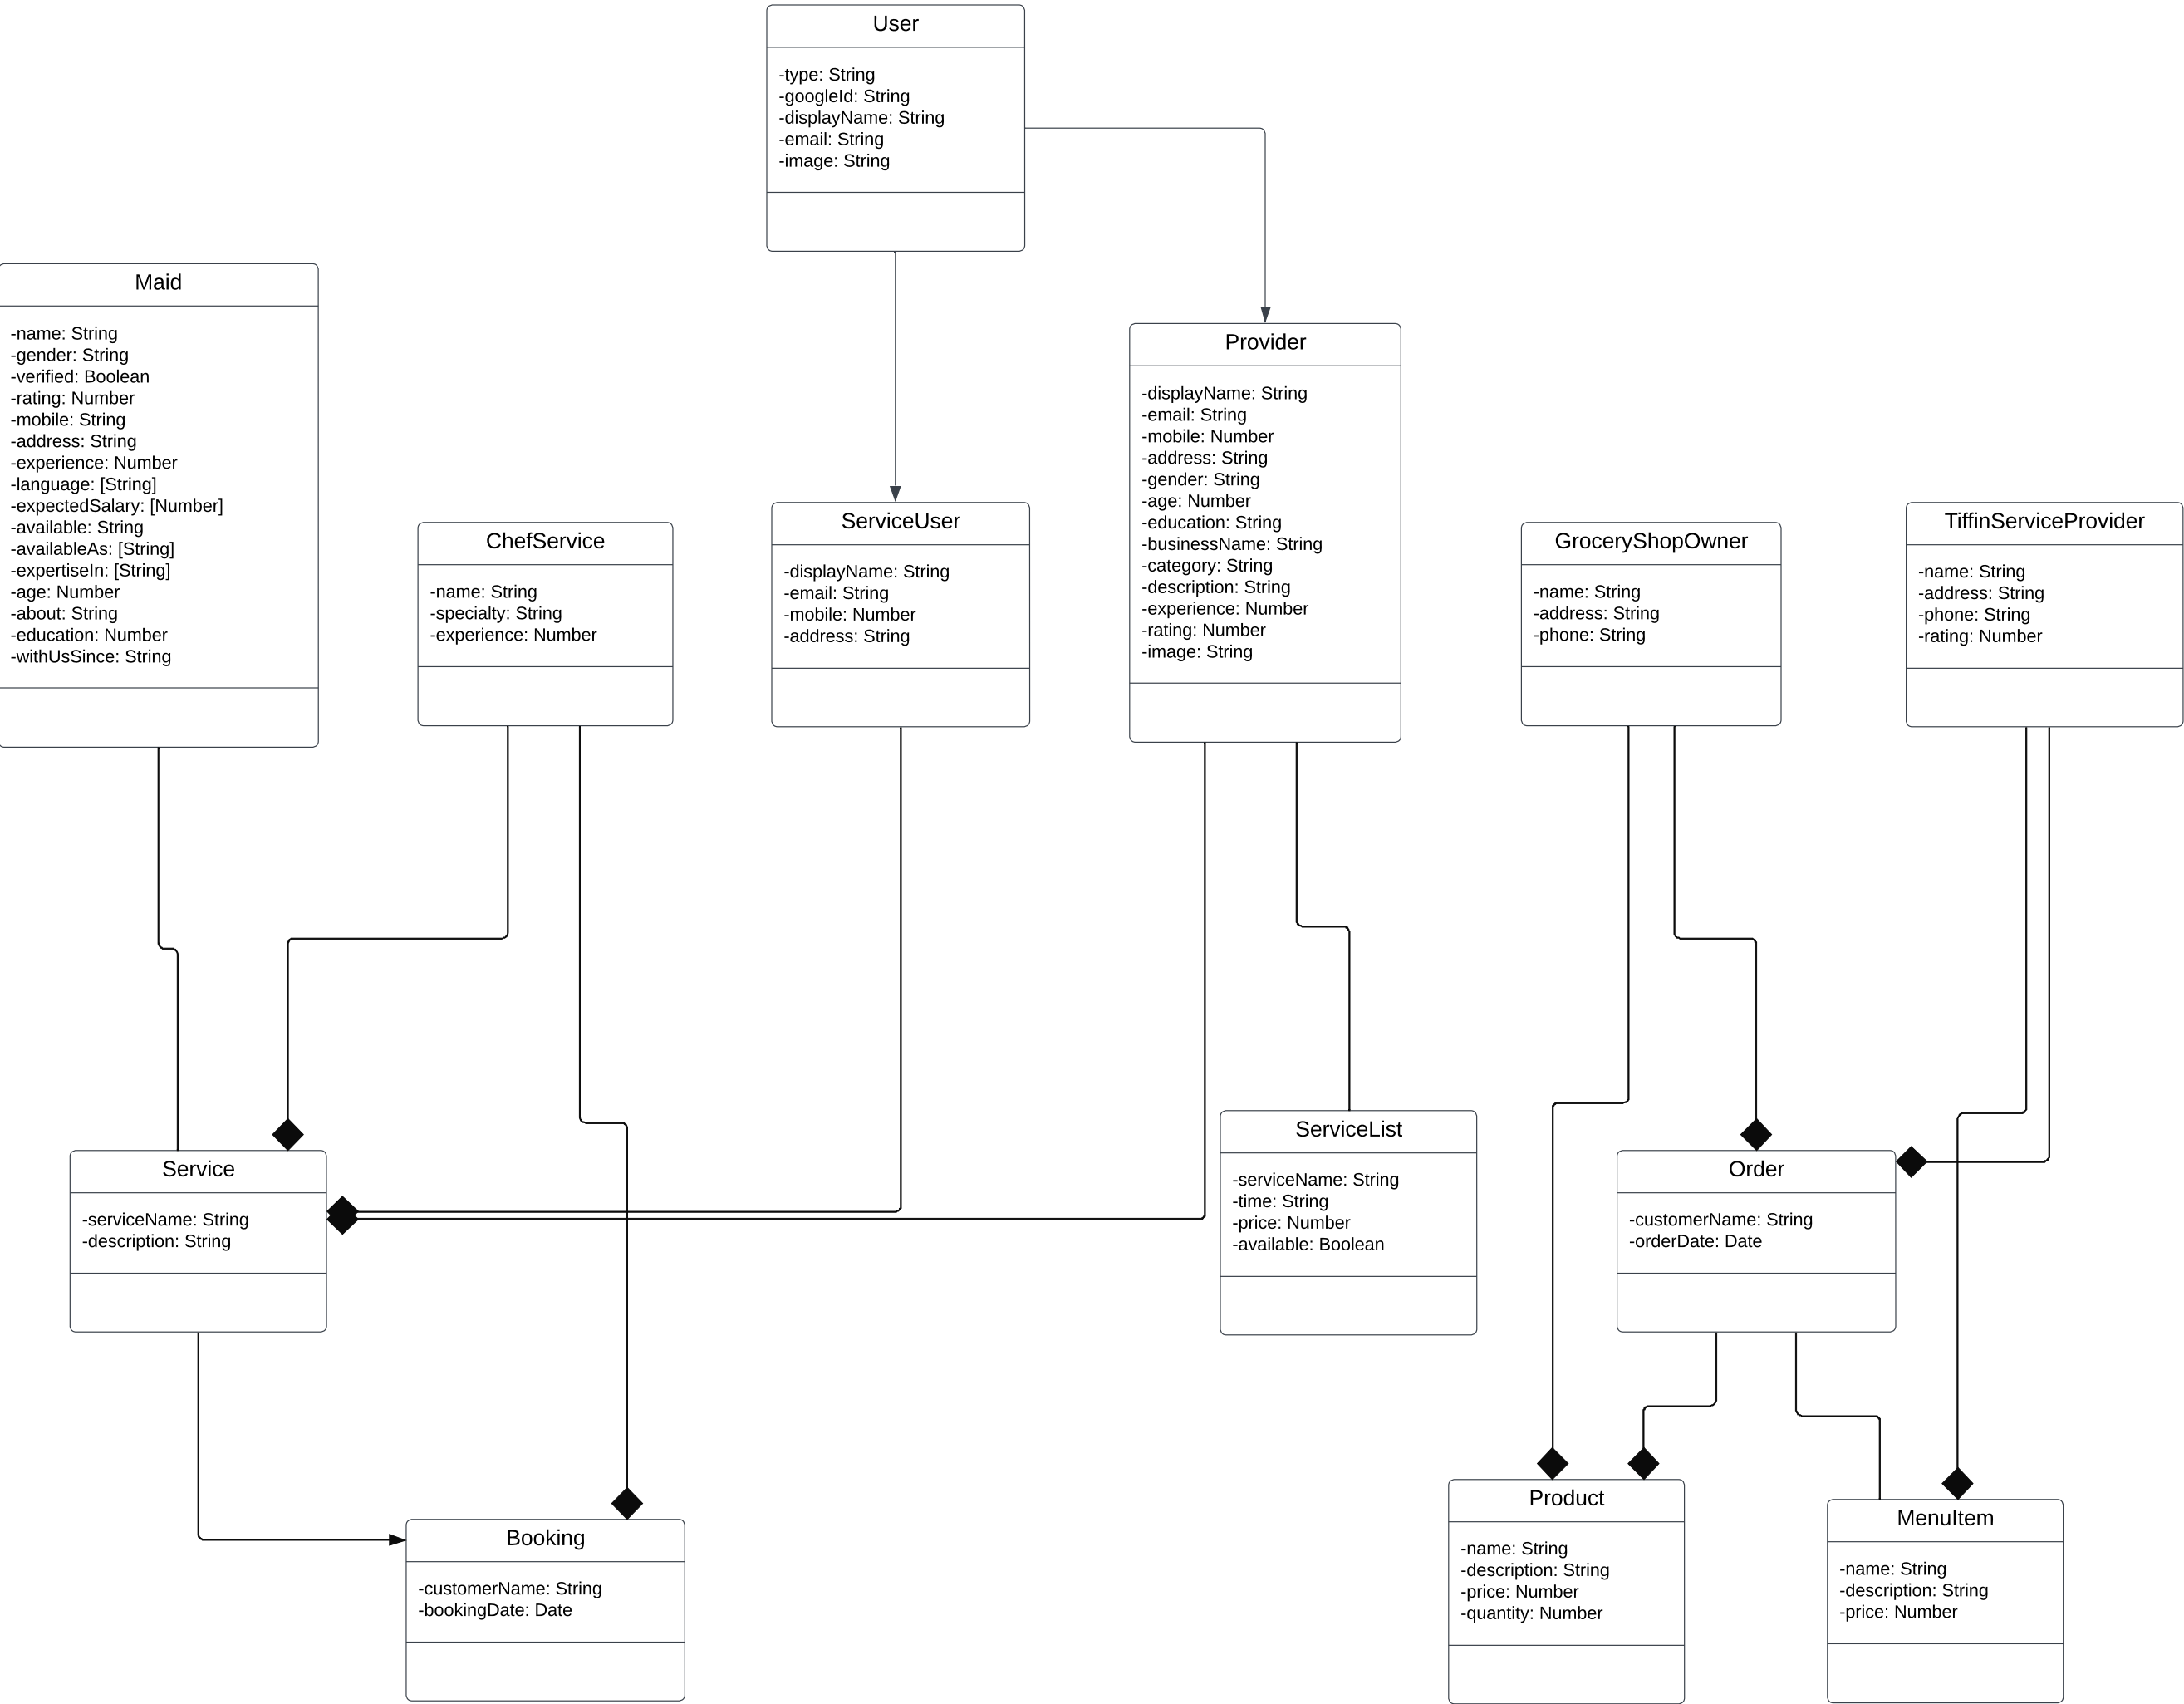 User
-type: String
-googleId: String
-displayName: String
-email: String
-image: String
Maid
-name: String
-gender: String
-verified: Boolean
-rating: Number
-mobile: String
-address: String
-experience: Number
-language: [String]
-expectedSalary: [Number]
-available: String
-availableAs: [String]
-expertiseIn: [String]
-age: Number
-about: String
-education: Number
-withUsSince: String
ChefService
-name: String
-specialty: String
-experience: Number
ServiceUser
-displayName: String
-email: String
-mobile: Number
-address: String
Provider
-displayName: String
-email: String
-mobile: Number
-address: String
-gender: String
-age: Number
-education: String
-businessName: String
-category: String
-description: String
-experience: Number
-rating: Number
-image: String
GroceryShopOwner
-name: String
-address: String
-phone: String
TiffinServiceProvider
-name: String
-address: String
-phone: String
-rating: Number
Service
-serviceName: String
-description: String
ServiceList
-serviceName: String
-time: String
-price: Number
-available: Boolean
Order
-customerName: String
-orderDate: Date
Booking
-customerName: String
-bookingDate: Date
Product
-name: String
-description: String
-price: Number
-quantity: Number
MenuItem
-name: String
-description: String
-price: Number